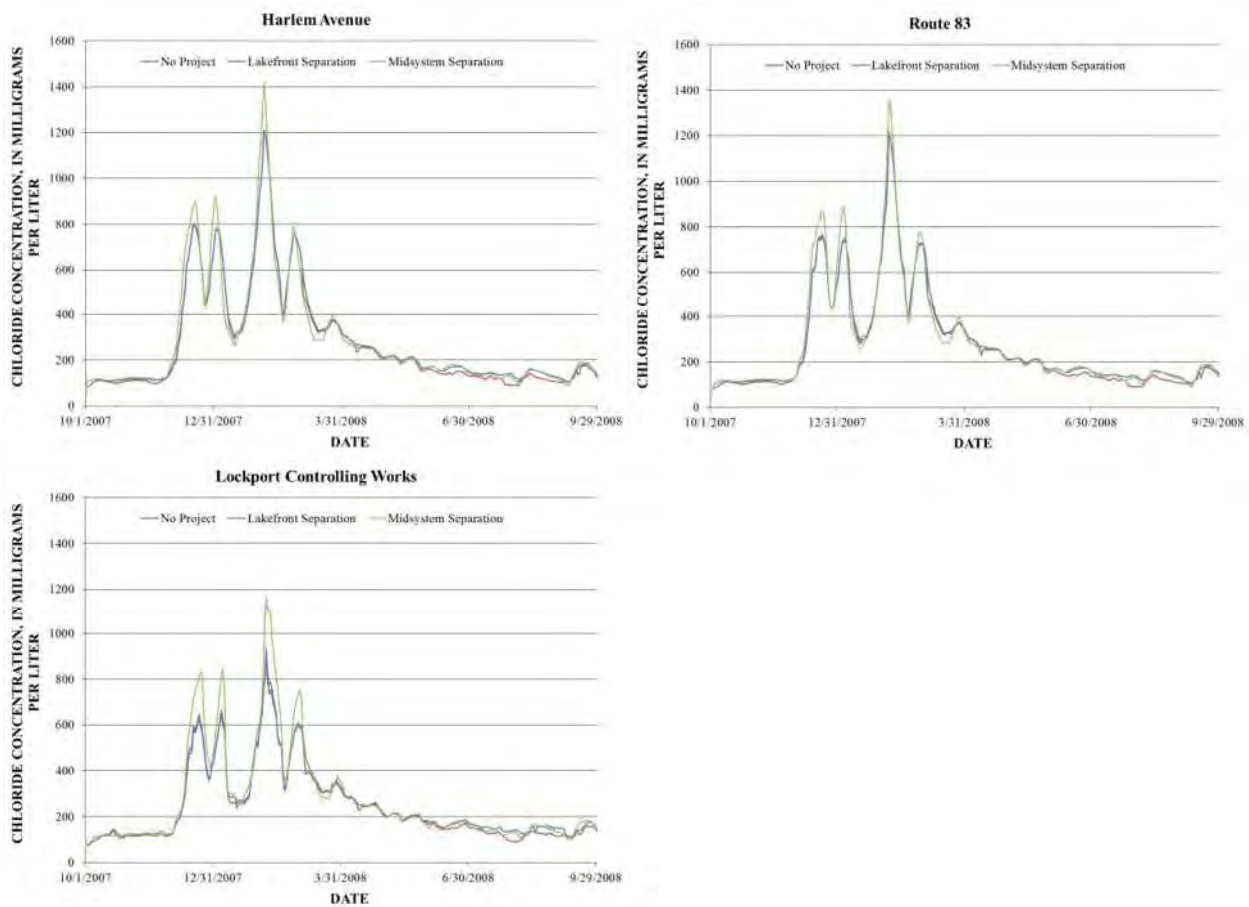 Harlem Avenue
CHLORIDE CONCENTRATION, IN MILLIGRAMS
PER LITER
1600
1400
1200
1000
800
600
400
200
0
No Project
Lakefront Separation
Midsystem Separation
10/1/2007
12/31/2007
3/31/2008
6/30/2008
9/29/2008
DATE
Route 83
CHLORIDE CONCENTRATION, IN MILLIGRAMS
PER LITER
1600
1400
1200
1000
800
600
400
200
0
No Project
Lakefront Separation
Midsystem Separation
10/1/2007
12/31/2007
3/31/2008
6/30/2008
9/29/2008
DATE
Lockport Controlling Works
CHLORIDE CONCENTRATION, IN MILLIGRAMS
PER LITER
1600
1400
1200
1000
800
600
400
200
0
No Project
Lakefront Separation
Midsystem Separation
10/1/2007
12/31/2007
3/31/2008
6/30/2008
9/29/2008
DATE